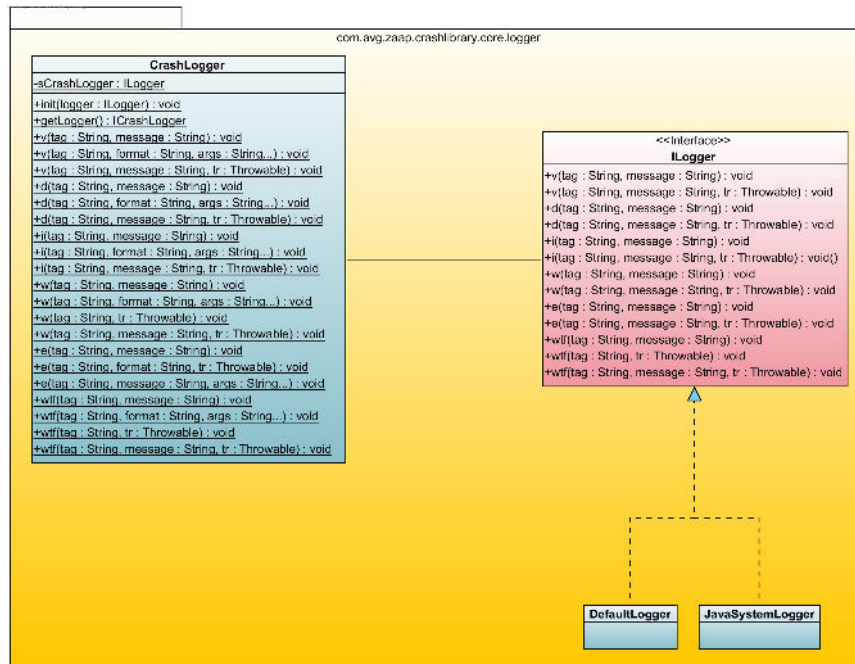 com.avg.zaap.crashlibrary.core.logger
CrashLogger
-sCrashLogger : ILogger
+init(logger : ILogger) : void
+getLogger() : ICrashLogger
+v(tag : String, message : String) : void
+v(tag : String, format : String, args : String...) : void
+v(tag : String, message : String, tr : Throwable) : void
+d(tag : String, message : String) : void
+d(tag : String, format : String, args : String...) : void
+d(tag : String, message : String, tr : Throwable) : void
+i(tag : String, message : String) : void
+i(tag : String, format : String, args : String...) : void
+i(tag : String, message : String, tr : Throwable) : void
+w(tag : String, message : String) : void
+w(tag : String, format : String, args : String...) : void
+w(tag : String, tr : Throwable) : void
+w(tag : String, message : String, tr : Throwable) : void
+e(tag : String, message : String) : void
+e(tag : String, format : String, tr : Throwable) : void
+e(tag : String, message : String, args : String...) : void
+wtf(tag : String, message : String) : void
+wtf(tag : String, format : String, args : String...) : void
+wtf(tag : String, tr : Throwable) : void
+wtf(tag : String, message : String, tr : Throwable) : void
<<Interface>>
ILogger
+v(tag : String, message : String) : void
+v(tag : String, message : String, tr : Throwable) : void
+d(tag : String, message : String) : void
+d(tag : String, message : String, tr : Throwable) : void
+i(tag : String, message : String) : void
+i(tag : String, message : String, tr : Throwable) : void()
+w(tag : String, message : String) : void
+w(tag : String, message : String, tr : Throwable) : void
+e(tag : String, message : String) : void
+e(tag : String, message : String, tr : Throwable) : void
+wtf(tag : String, message : String) : void
+wtf(tag : String, tr : Throwable) : void
+wtf(tag : String, message : String, tr : Throwable) : void
DefaultLogger
JavaSystemLogger